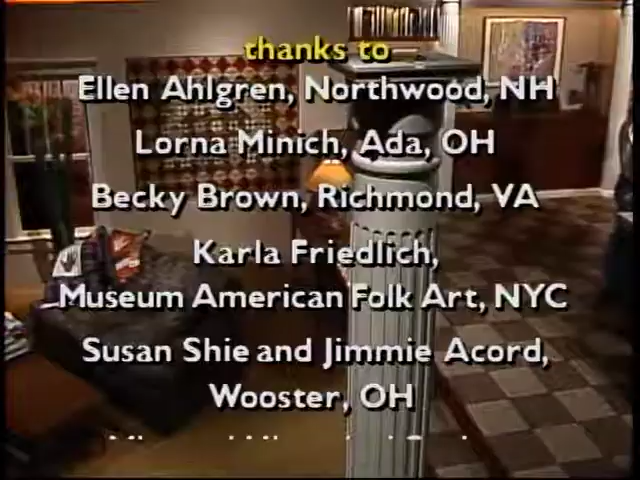 thanks to
Ellen Ahlgren, Northwood, NH
Lorna Minich, Ada, OH
Becky Brown, Richmond, VA
Karla Friedlich,
Museum American Folk Art, NYC
Susan Shie and Jimmie Acord,
Wooster, OH